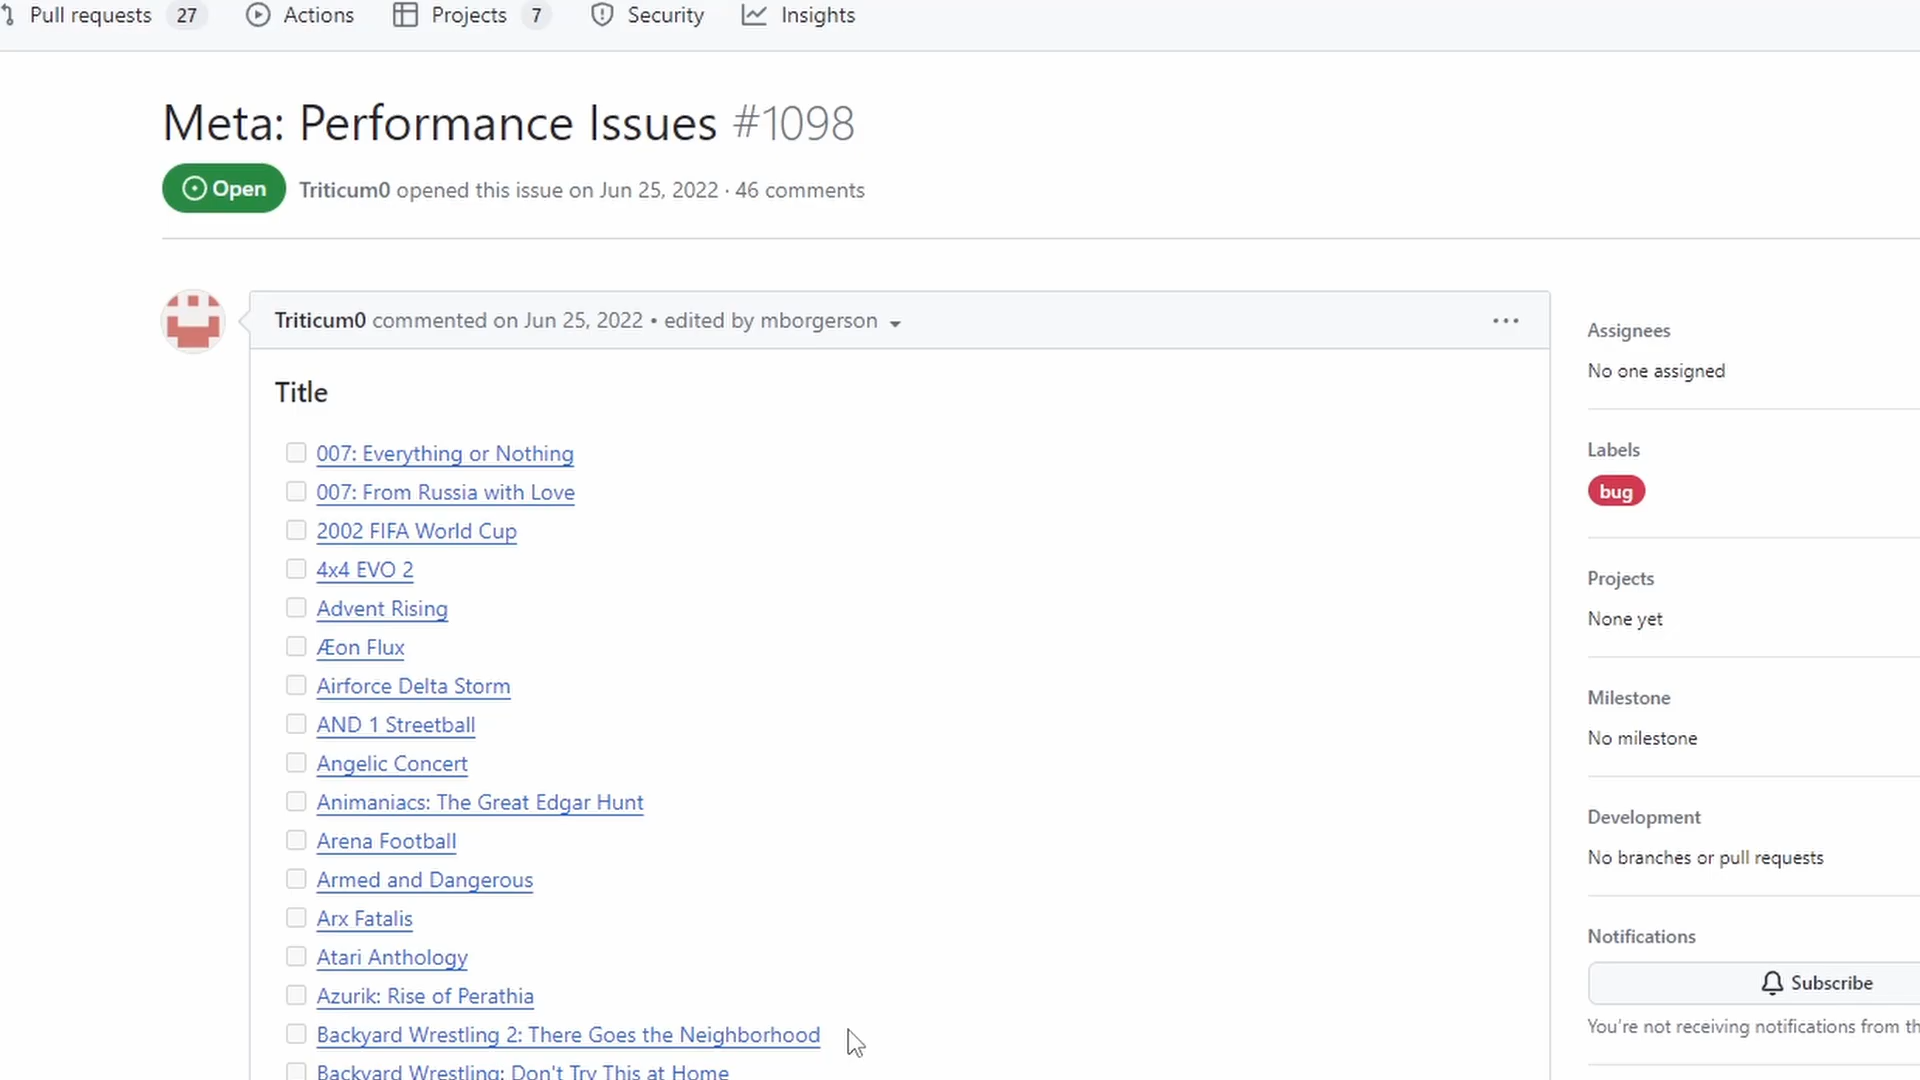 Pull requests 27 Actions Projects 7 Security Insights
Meta: Performance Issues #1098
Open Triticum0 opened this issue on Jun 25, 2022 · 46 comments
Triticum0 commented on Jun 25, 2022 • edited by mborgerson
Title
007: Everything or Nothing
007: From Russia with Love
2002 FIFA World Cup
4x4 EVO 2
Advent Rising
Æon Flux
Airforce Delta Storm
AND 1 Streetball
Angelic Concert
Animaniacs: The Great Edgar Hunt
Arena Football
Armed and Dangerous
Arx Fatalis
Atari Anthology
Azurik: Rise of Perathia
Backyard Wrestling 2: There Goes the Neighborhood
Backyard Wrestling: Don't Try This at Home
Assignees
No one assigned
Labels
bug
Projects
None yet
Milestone
No milestone
Development
No branches or pull requests
Notifications
Subscribe
You're not receiving notifications from th